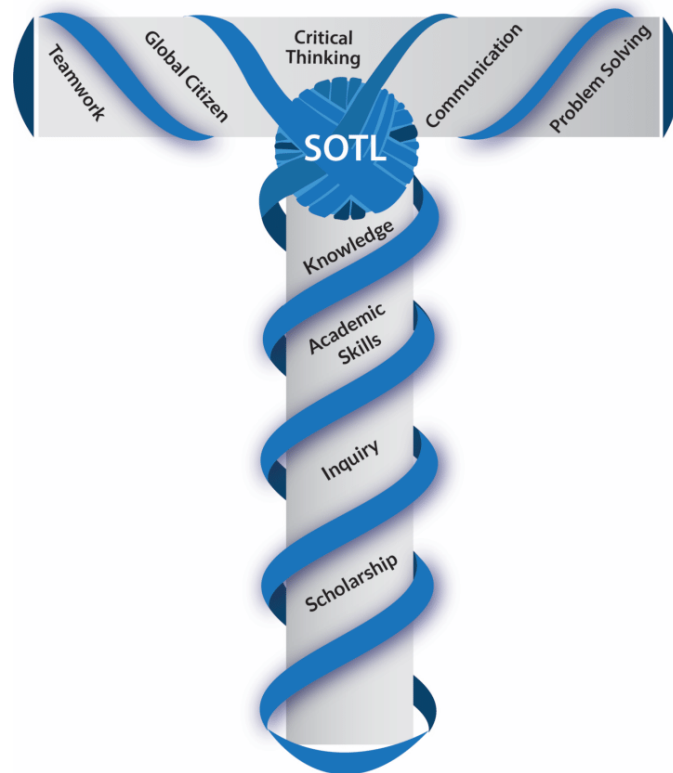 Teamwork
Global Citizen
Critical
Thinking
Communication
Problem Solving
SOTL
Knowledge
Academic
Skills
Inquiry
Scholarship